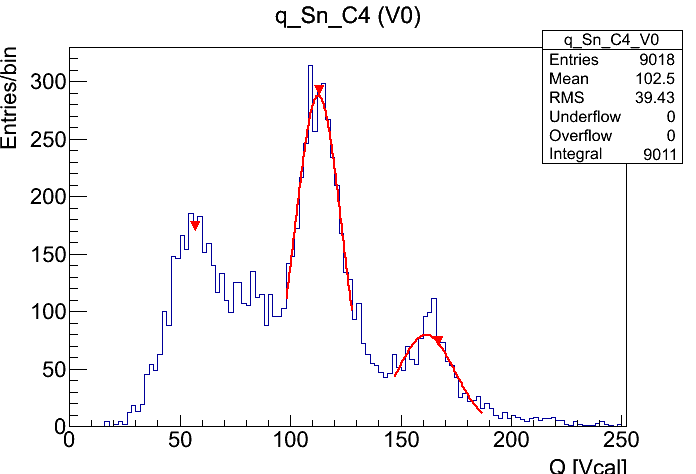 q_Sn_C4 (V0)
q_Sn_C4_V0
Entries 9018
Mean 102.5
RMS 39.43
Underflow 0
Overflow 0
Integral 9011
Entries/bin
300
250
200
150
100
50
0
0 50 100 150 200 250
Q [Vcal]